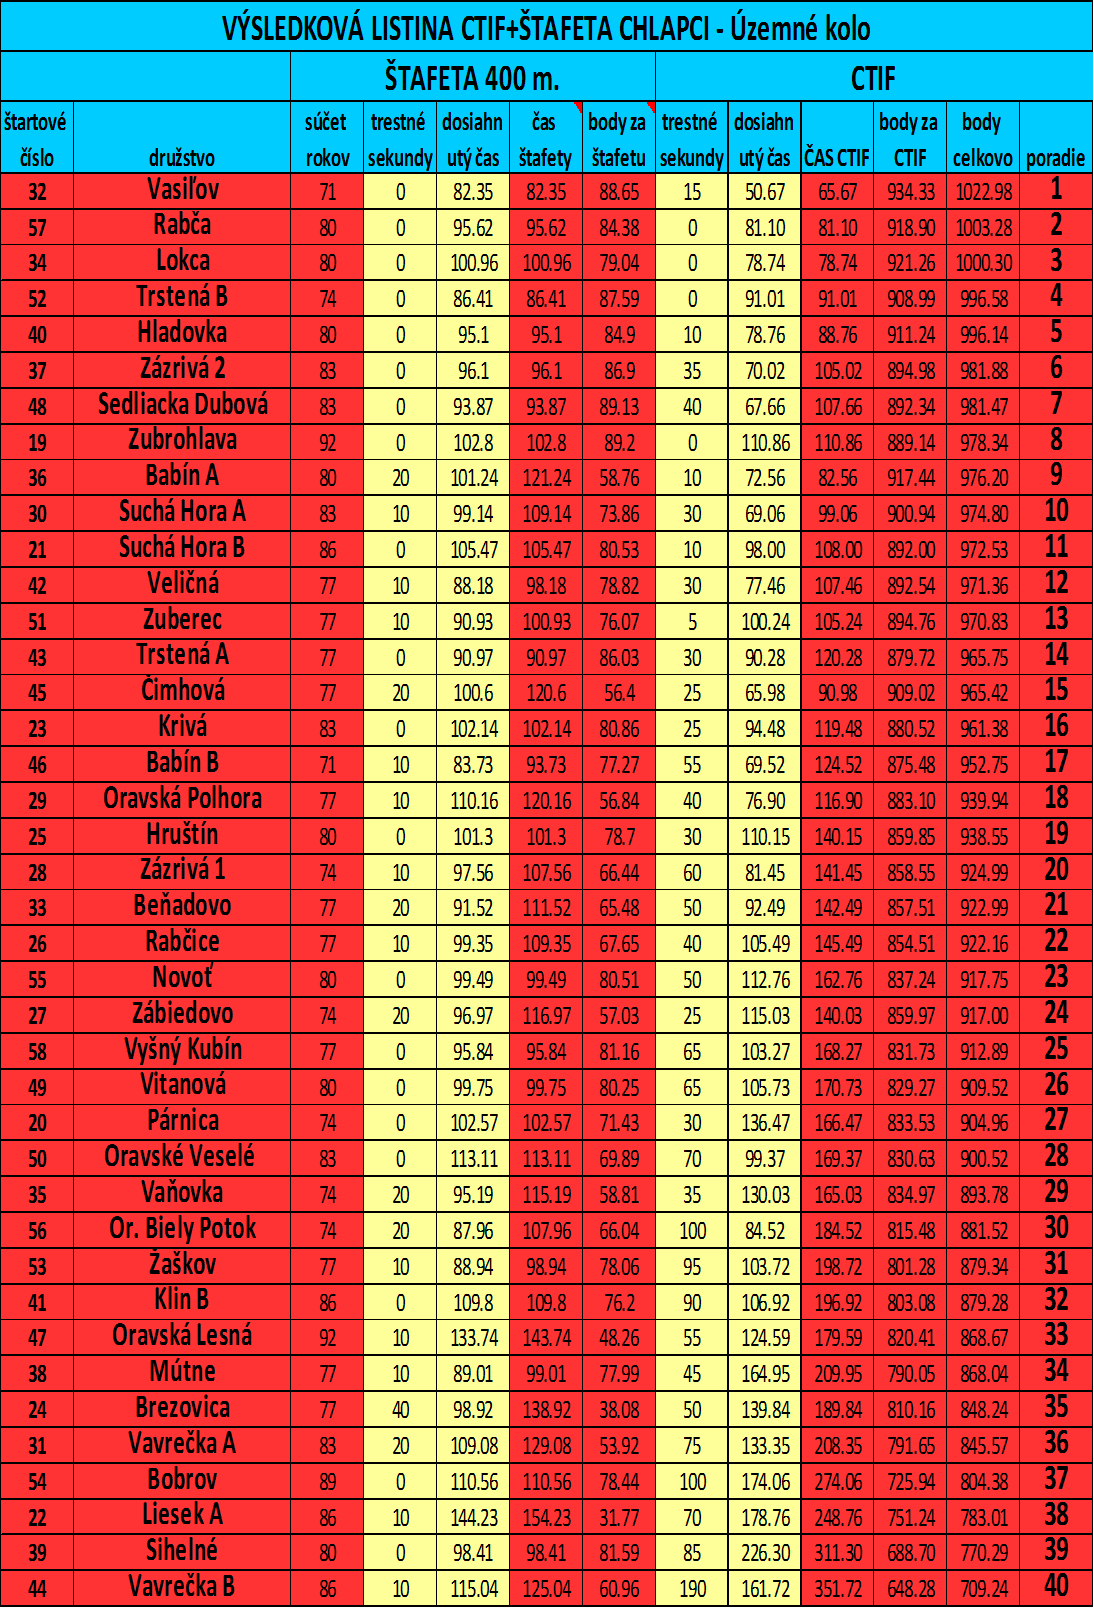 VÝSLEDKOVÁ LISTINA CTIF+ŠTAFETA CHLAPCI - Územné kolo
ŠTAFETA 400 m. CTIF
štartové číslo družstvo súčet rokov trestné sekundy dosiahn utý čas čas štafety body za štafetu trestné sekundy dosiahn utý čas ČAS CTIF body za CTIF body celkovo poradie
32 Vasiľov 71 0 82.35 82.35 88.65 15 50.67 65.67 934.33 1022.98 1
57 Rabča 80 0 95.62 95.62 84.38 0 81.10 81.10 918.90 1003.28 2
34 Lokca 80 0 100.96 100.96 79.04 0 78.74 78.74 921.26 1000.30 3
52 Trstená B 74 0 86.41 86.41 87.59 0 91.01 91.01 908.99 996.58 4
40 Hladovka 80 0 95.1 95.1 84.9 10 78.76 88.76 911.24 996.14 5
37 Zázrivá 2 83 0 96.1 96.1 86.9 35 70.02 105.02 894.98 981.88 6
48 Sedliacka Dubová 83 0 93.87 93.87 89.13 40 67.66 107.66 892.34 981.47 7
19 Zubrohlava 92 0 102.8 102.8 89.2 0 110.86 110.86 889.14 978.34 8
36 Babín A 80 20 101.24 121.24 58.76 10 72.56 82.56 917.44 976.20 9
30 Suchá Hora A 83 10 99.14 109.14 73.86 30 69.06 99.06 900.94 974.80 10
21 Suchá Hora B 86 0 105.47 105.47 80.53 10 98.00 108.00 892.00 972.53 11
42 Veličná 77 10 88.18 98.18 78.82 30 77.46 107.46 892.54 971.36 12
51 Zuberec 77 10 90.93 100.93 76.07 5 100.24 105.24 894.76 970.83 13
43 Trstená A 77 0 90.97 90.97 86.03 30 90.28 120.28 879.72 965.75 14
45 Čimhová 77 20 100.6 120.6 56.4 25 65.98 90.98 909.02 965.42 15
23 Krivá 83 0 102.14 102.14 80.86 25 94.48 119.48 880.52 961.38 16
46 Babín B 71 10 83.73 93.73 77.27 55 69.52 124.52 875.48 952.75 17
29 Oravská Polhora 77 10 110.16 120.16 56.84 40 76.90 116.90 883.10 939.94 18
25 Hruštín 80 0 101.3 101.3 78.7 30 110.15 140.15 859.85 938.55 19
28 Zázrivá 1 74 10 97.56 107.56 66.44 60 81.45 141.45 858.55 924.99 20
33 Beňadovo 77 20 91.52 111.52 65.48 50 92.49 142.49 857.51 922.99 21
26 Rabčice 77 10 99.35 109.35 67.65 40 105.49 145.49 854.51 922.16 22
55 Novoť 80 0 99.49 99.49 80.51 50 112.76 162.76 837.24 917.75 23
27 Zábiedovo 74 20 96.97 116.97 57.03 25 115.03 140.03 859.97 917.00 24
58 Vyšný Kubín 77 0 95.84 95.84 81.16 65 103.27 168.27 831.73 912.89 25
49 Vitanová 80 0 99.75 99.75 80.25 65 105.73 170.73 829.27 909.52 26
20 Párnica 74 0 102.57 102.57 71.43 30 136.47 166.47 833.53 904.96 27
50 Oravské Veselé 83 0 113.11 113.11 69.89 70 99.37 169.37 830.63 900.52 28
35 Vaňovka 74 20 95.19 115.19 58.81 35 130.03 165.03 834.97 893.78 29
56 Or. Biely Potok 74 20 87.96 107.96 66.04 100 84.52 184.52 815.48 881.52 30
53 Žaškov 77 10 88.94 98.94 78.06 95 103.72 198.72 801.28 879.34 31
41 Klin B 86 0 109.8 109.8 76.2 90 106.92 196.92 803.08 879.28 32
47 Oravská Lesná 92 10 133.74 143.74 48.26 55 124.59 179.59 820.41 868.67 33
38 Mútne 77 10 89.01 99.01 77.99 45 164.95 209.95 790.05 868.04 34
24 Brezovica 77 40 98.92 138.92 38.08 50 139.84 189.84 810.16 848.24 35
31 Vavrečka A 83 20 109.08 129.08 53.92 75 133.35 208.35 791.65 845.57 36
54 Bobrov 89 0 110.56 110.56 78.44 100 174.06 274.06 725.94 804.38 37
22 Liesek A 86 10 144.23 154.23 31.77 70 178.76 248.76 751.24 783.01 38
39 Sihelné 80 0 98.41 98.41 81.59 85 226.30 311.30 688.70 770.29 39
44 Vavrečka B 86 10 115.04 125.04 60.96 190 161.72 351.72 648.28 709.24 40